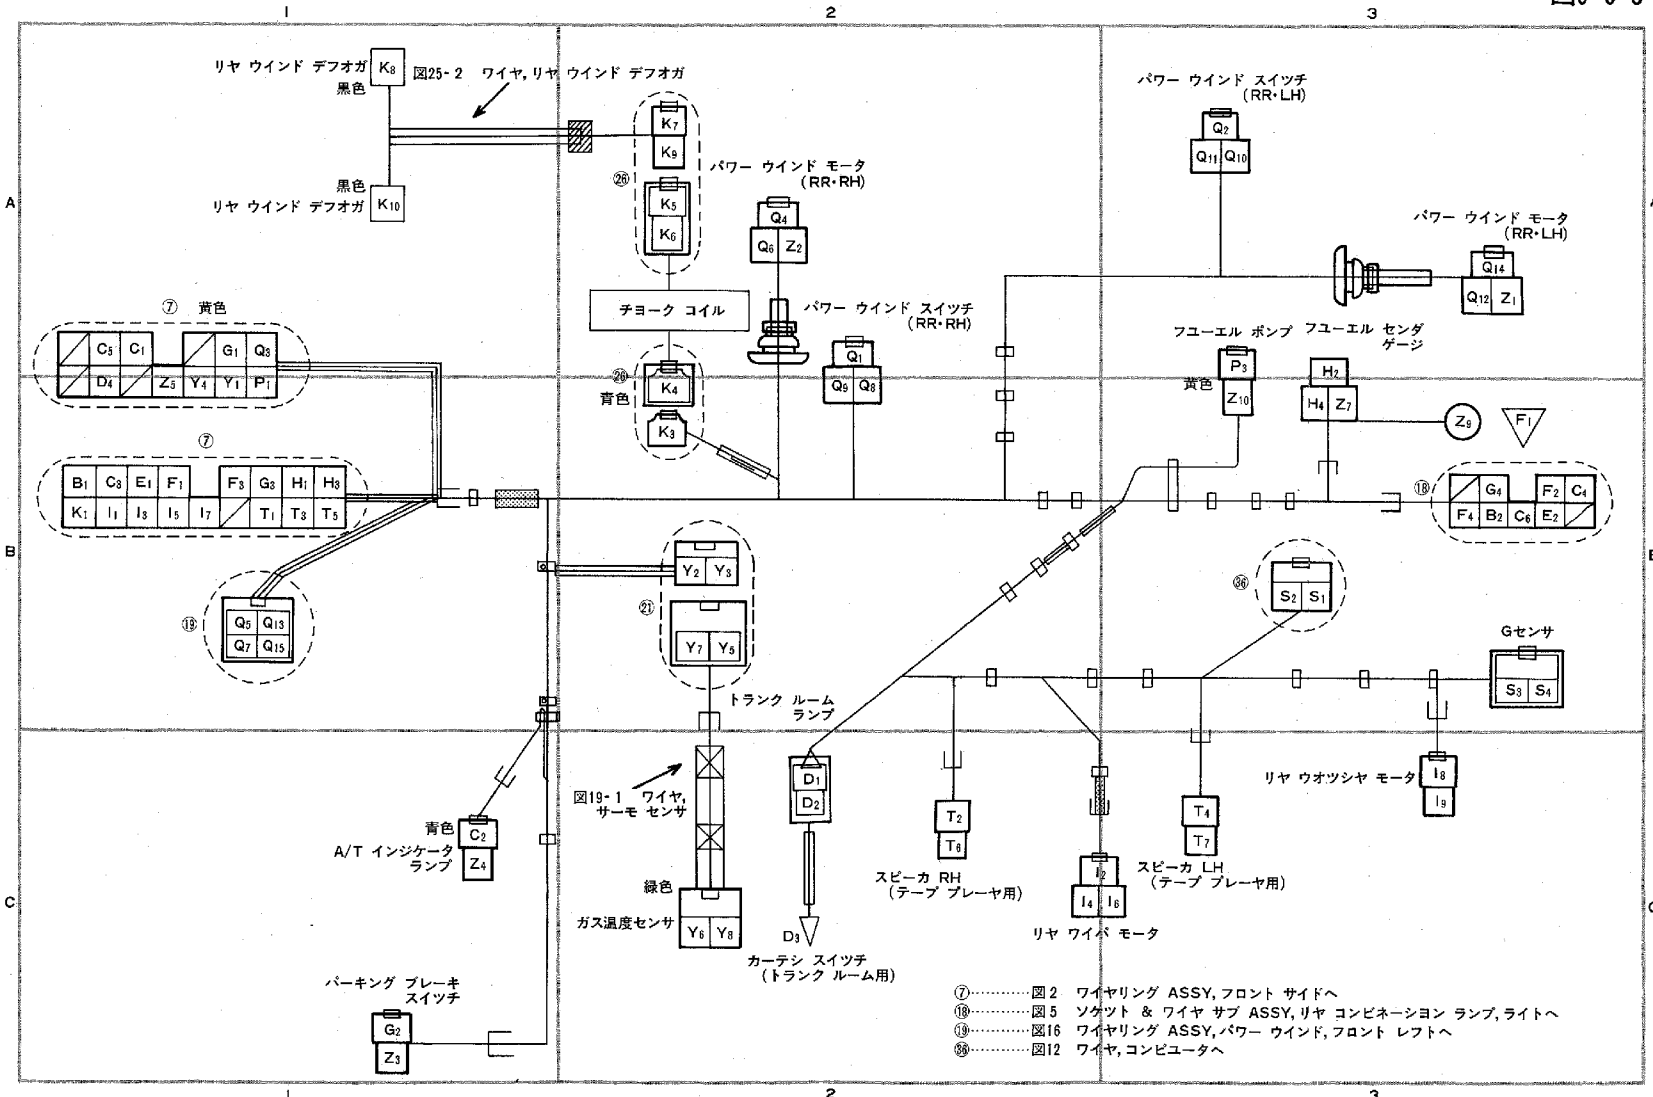 1
2
3
リヤ ウインド デフオガ
K8
黒色
図25-2 ワイヤ,リヤ ウインド デフオガ
黒色
リヤ ウインド デフオガ
K10
K7
K9
㉖
K5
K6
チヨーク コイル
㉖
青色
K4
K3
パワー ウインド モータ
(RR・RH)
Q4
Q6 Z2
パワー ウインド スイツチ
(RR・RH)
Q1
Q9 Q8
パワー ウインド スイツチ
(RR・LH)
Q2
Q11 Q10
パワー ウインド モータ
(RR・LH)
Q14
Q12 Z1
フユーエル ポンプ
黄色
P3
Z10
フユーエル センダ
ゲージ
H2
H4 Z7
Z9
F1
A
⑦ 黄色
C5 C1 G1 Q3
D4 Z5 Y4 Y1 P1
⑦
B1 C3 E1 F1 F3 G3 H1 H3
K1 I1 I3 I5 I7 T1 T3 T5
B
⑲
Q5 Q13
Q7 Q15
Y2 Y3
㉑
Y7 Y5
⑱
G4 F2 C4
F4 B2 C6 E2
㊱
S2 S1
Gセンサ
S3 S4
トランク ルーム
ランプ
D1
D2
図19-1 ワイヤ,
サーモ センサ
青色
C2
Z4
A/T インジケータ
ランプ
緑色
ガス温度センサ
Y6 Y8
D3
カーテシ スイツチ
(トランク ルーム用)
T2
T6
スピーカ RH
(テープ プレーヤ用)
I2
I4 I6
リヤ ワイパ モータ
T4
T7
スピーカ LH
(テープ プレーヤ用)
リヤ ウオツシヤ モータ
I8
I9
C
パーキング ブレーキ
スイツチ
G2
Z3
⑦………図2 ワイヤリング ASSY,フロント サイドへ
⑱………図5 ソケツト & ワイヤ サブ ASSY,リヤ コンビネーシヨン ランプ,ライトへ
⑲………図16 ワイヤリング ASSY,パワー ウインド,フロント レフトへ
㊱………図12 ワイヤ,コンピユータへ
1
2
3